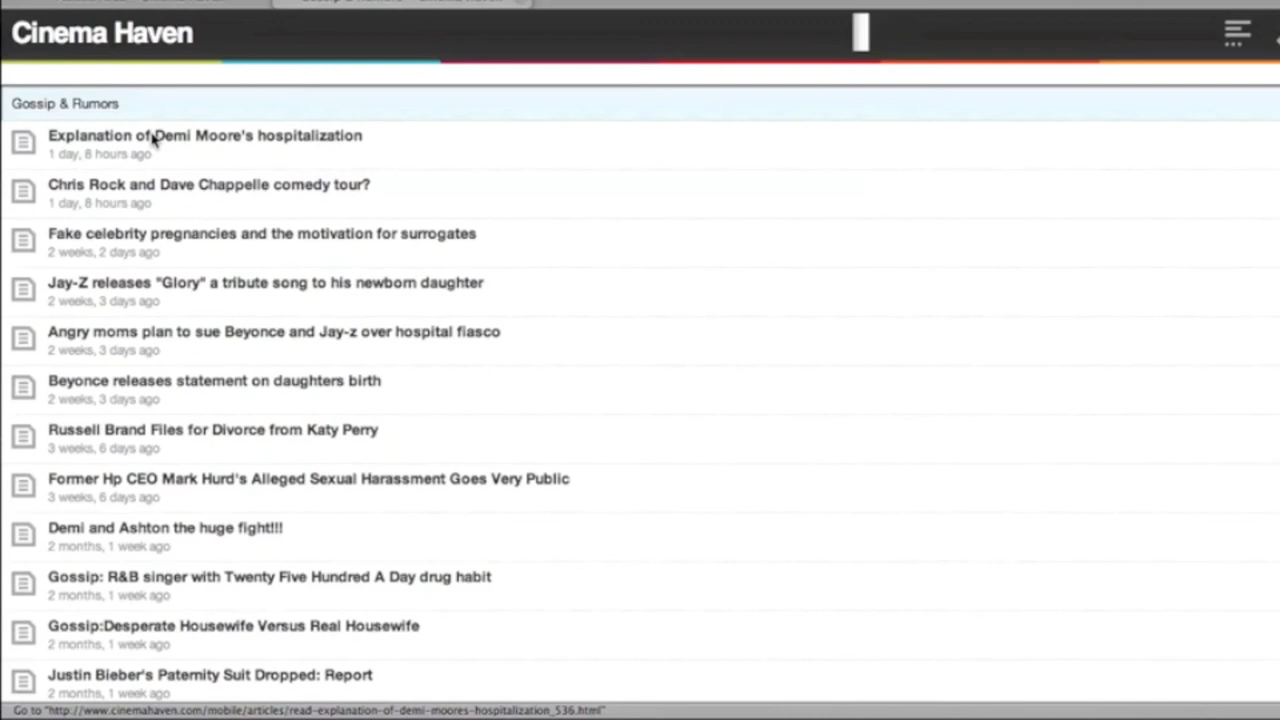 Cinema Haven
Gossip & Rumors
Explanation of Demi Moore's hospitalization
1 day, 8 hours ago
Chris Rock and Dave Chappelle comedy tour?
1 day, 8 hours ago
Fake celebrity pregnancies and the motivation for surrogates
2 weeks, 2 days ago
Jay-Z releases "Glory" a tribute song to his newborn daughter
2 weeks, 3 days ago
Angry moms plan to sue Beyonce and Jay-z over hospital fiasco
2 weeks, 3 days ago
Beyonce releases statement on daughters birth
2 weeks, 3 days ago
Russell Brand Files for Divorce from Katy Perry
3 weeks, 6 days ago
Former Hp CEO Mark Hurd's Alleged Sexual Harassment Goes Very Public
3 weeks, 6 days ago
Demi and Ashton the huge fight!!!
2 months, 1 week ago
Gossip: R&B singer with Twenty Five Hundred A Day drug habit
2 months, 1 week ago
Gossip:Desperate Housewife Versus Real Housewife
2 months, 1 week ago
Justin Bieber's Paternity Suit Dropped: Report
2 months, 1 week ago
Go to "http://www.cinemahaven.com/mobile/articles/read-explanation-of-demi-moores-hospitalization_536.html"